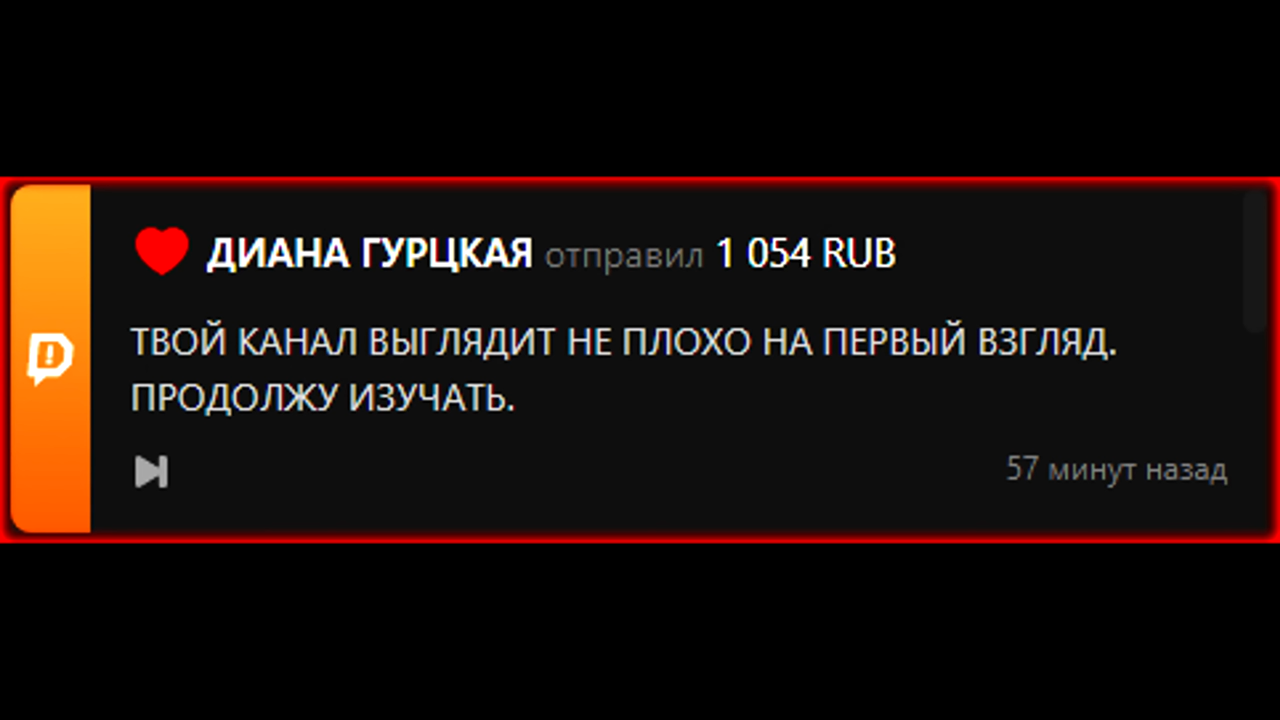 ДИАНА ГУРЦКАЯ отправил 1 054 RUB
ТВОЙ КАНАЛ ВЫГЛЯДИТ НЕ ПЛОХО НА ПЕРВЫЙ ВЗГЛЯД.
ПРОДОЛЖУ ИЗУЧАТЬ.
57 минут назад